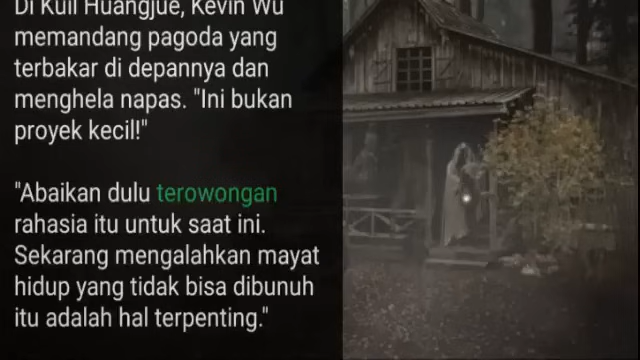 Di Kuil Huangjue, Kevin Wu
memandang pagoda yang
terbakar di depannya dan
menghela napas. "Ini bukan
proyek kecil!"
"Abaikan dulu terowongan
rahasia itu untuk saat ini.
Sekarang mengalahkan mayat
hidup yang tidak bisa dibunuh
itu adalah hal terpenting."